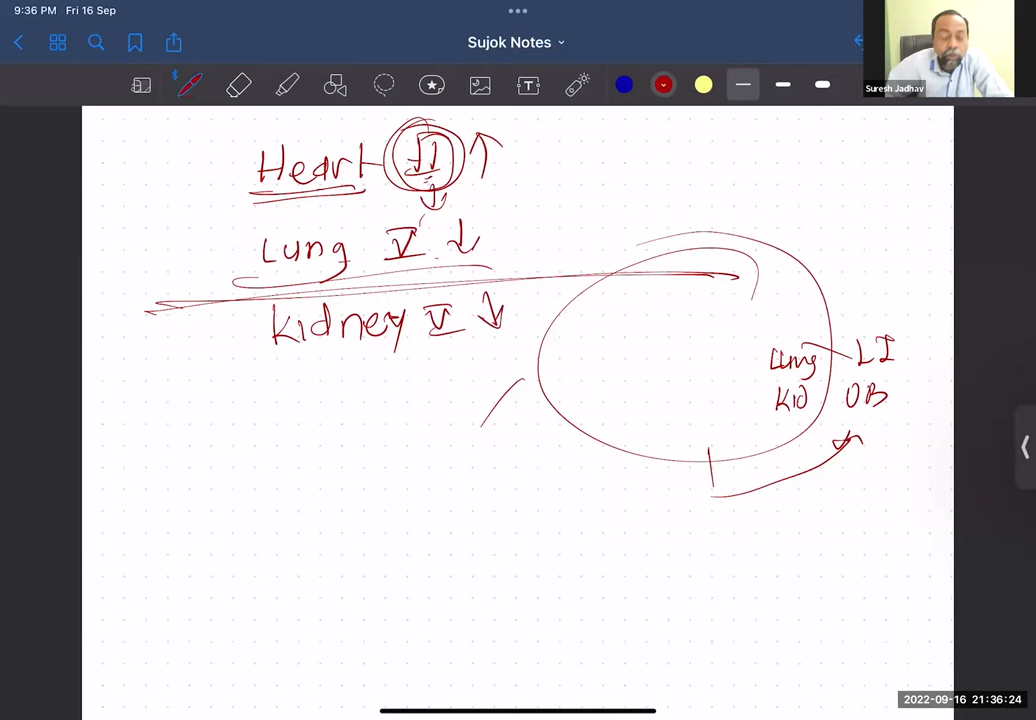 9:36 PM Fri 16 Sep
Sujok Notes
Suresh Jadhav
Heart II ↑
Lung V ↓
Kidney V ↓
Lung LI
Kid UB
2022-09-16 21:36:24